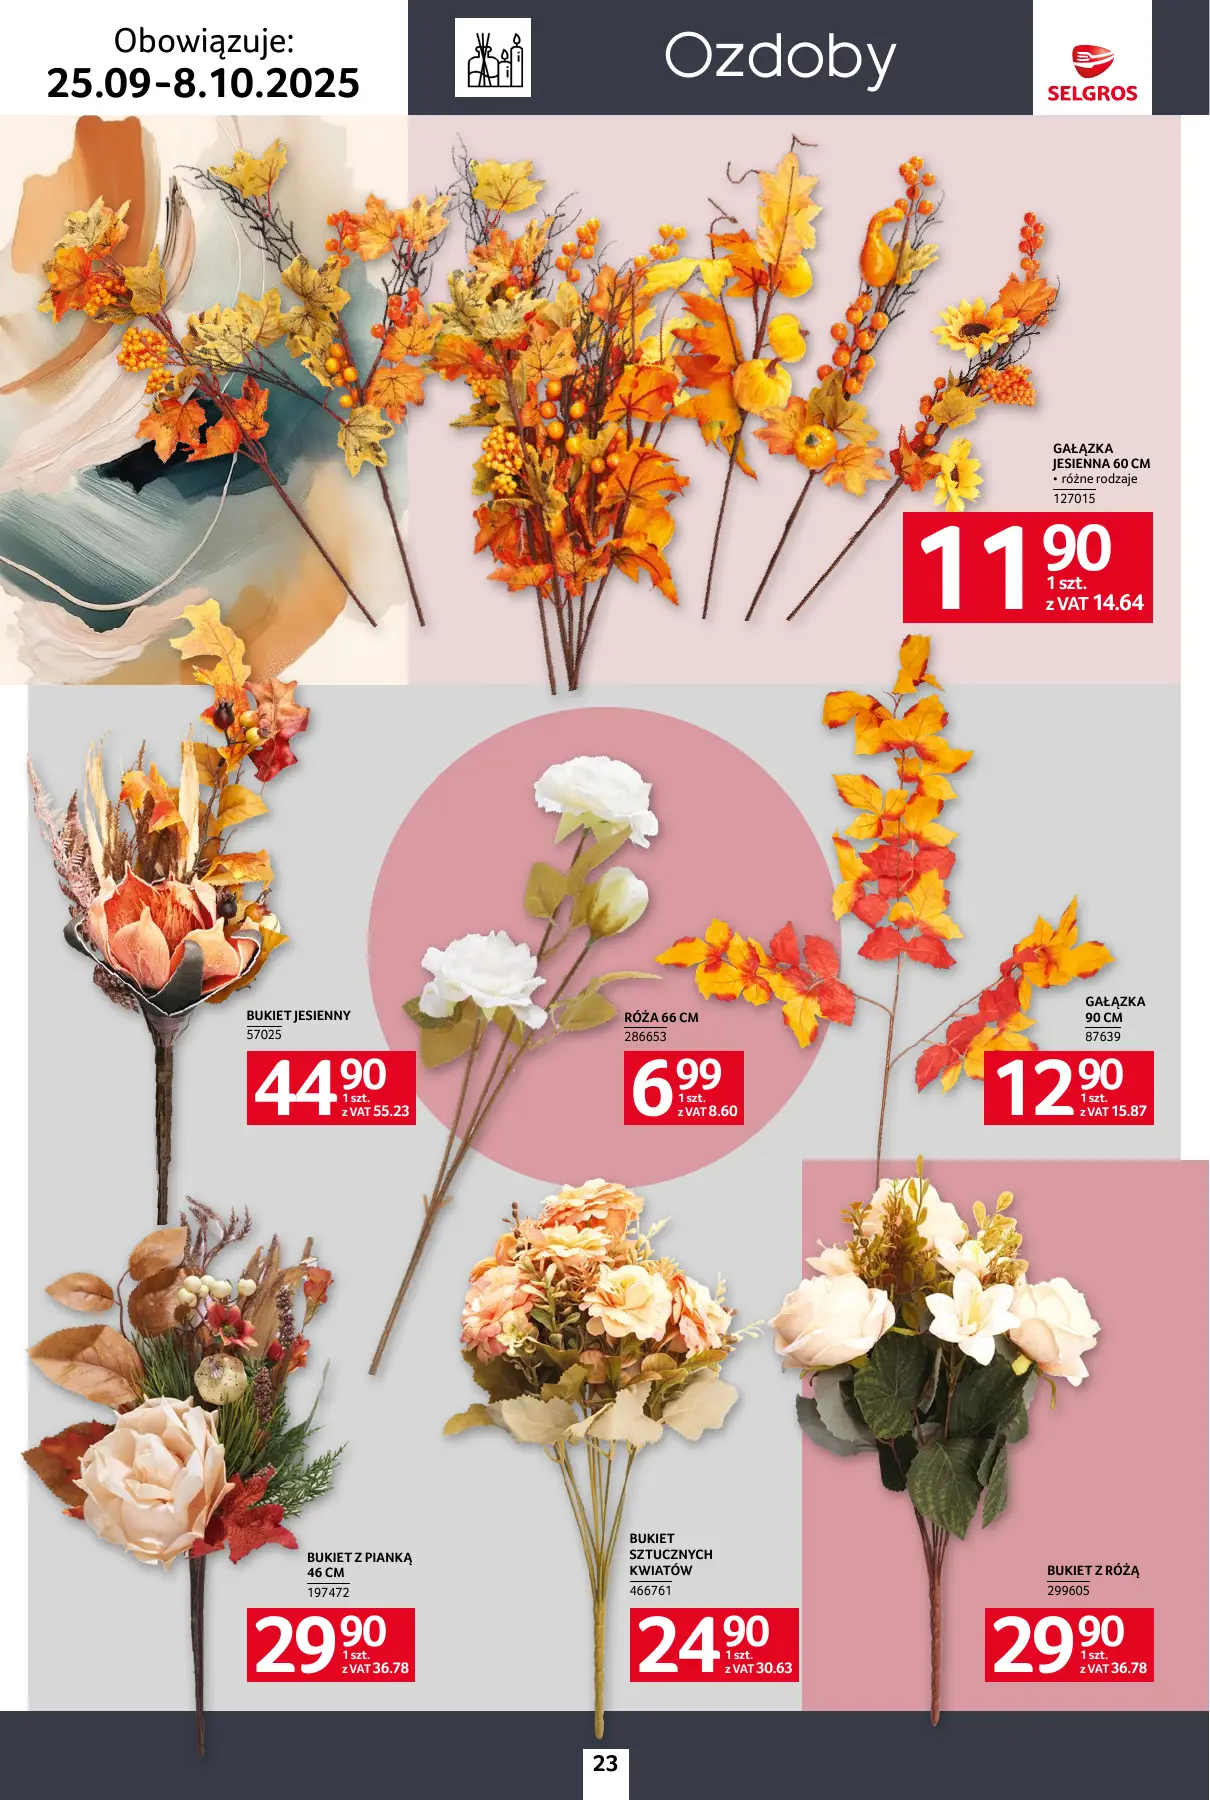 Obowiązuje:
25.09-8.10.2025
Ozdoby
SELGROS
GAŁĄZKA
JESIENNA 60 CM
• różne rodzaje
127015
11 90
1 szt.
z VAT 14.64
BUKIET JESIENNY
57025
44 90
1 szt.
z VAT 55.23
RÓŻA 66 CM
286653
6 99
1 szt.
z VAT 8.60
GAŁĄZKA
90 CM
87639
12 90
1 szt.
z VAT 15.87
BUKIET Z PIANKĄ
46 CM
197472
29 90
1 szt.
z VAT 36.78
BUKIET
SZTUCZNYCH
KWIATÓW
466761
24 90
1 szt.
z VAT 30.63
BUKIET Z RÓŻĄ
299605
29 90
1 szt.
z VAT 36.78
23